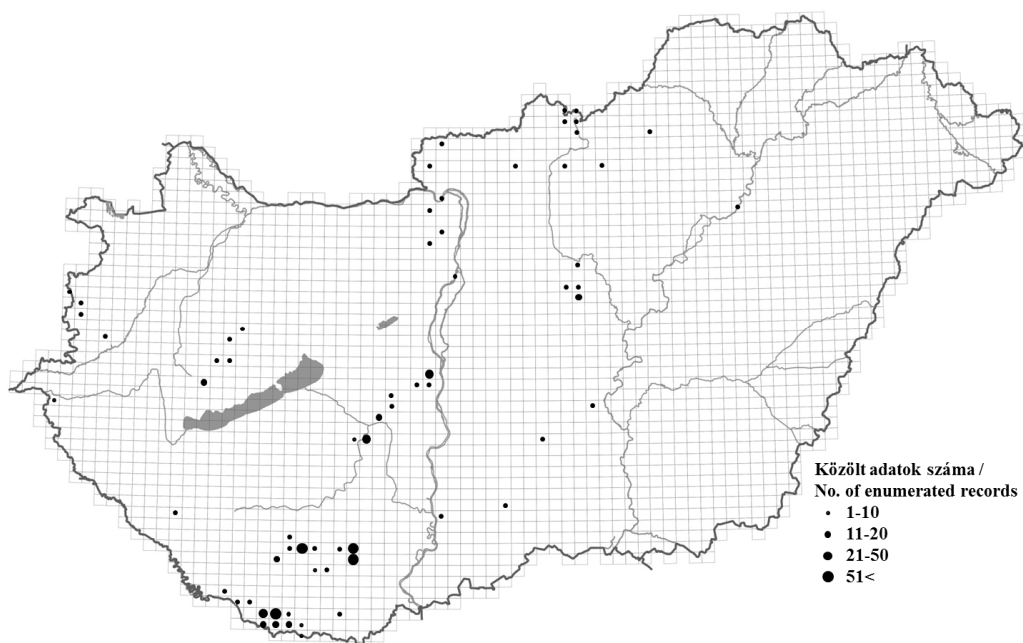 Közölt adatok száma /
No. of enumerated records
1-10
11-20
21-50
51<